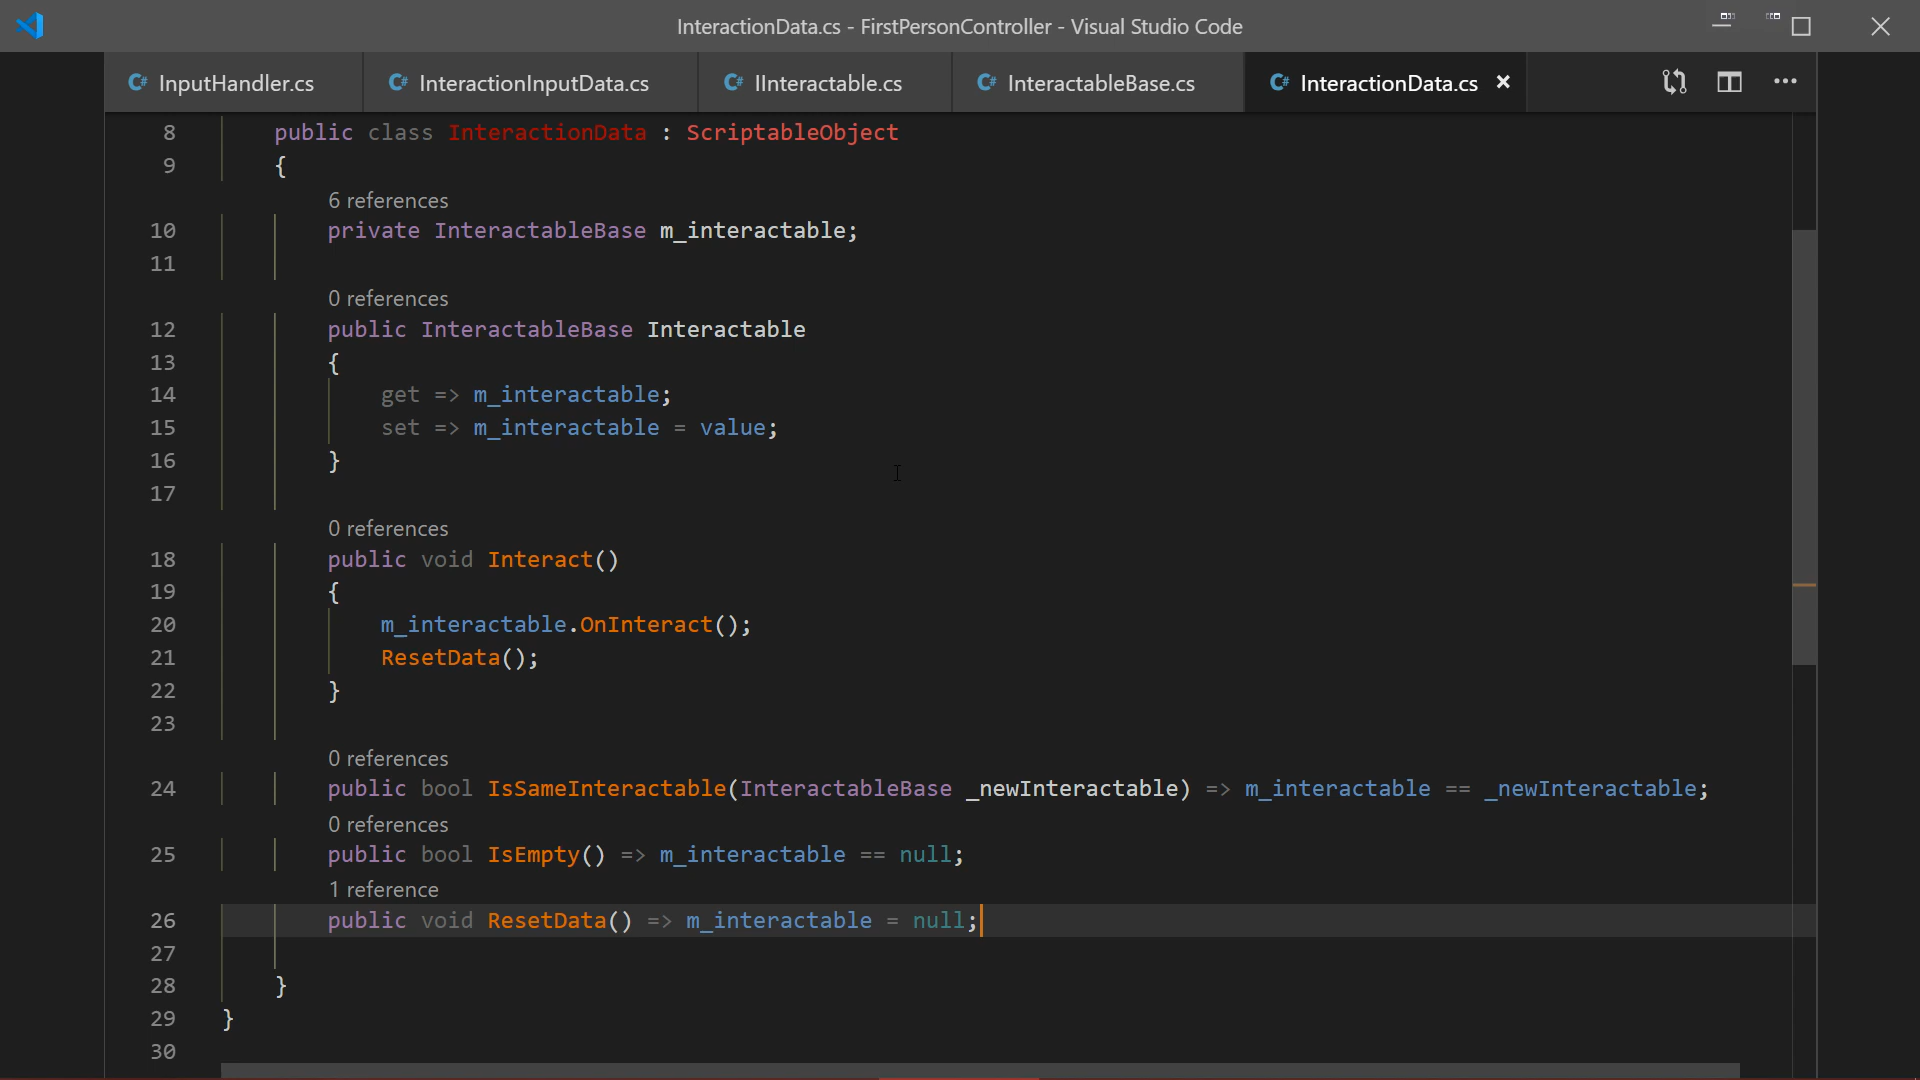 InteractionData.cs - FirstPersonController - Visual Studio Code
C# InputHandler.cs C# InteractionInputData.cs C# IInteractable.cs C# InteractableBase.cs C# InteractionData.cs ×
8 public class InteractionData : ScriptableObject
9 {
6 references
10 private InteractableBase m_interactable;
11
0 references
12 public InteractableBase Interactable
13 {
14 get => m_interactable;
15 set => m_interactable = value;
16 }
17
0 references
18 public void Interact()
19 {
20 m_interactable.OnInteract();
21 ResetData();
22 }
23
0 references
24 public bool IsSameInteractable(InteractableBase _newInteractable) => m_interactable == _newInteractable;
0 references
25 public bool IsEmpty() => m_interactable == null;
1 reference
26 public void ResetData() => m_interactable = null;
27
28 }
29 }
30